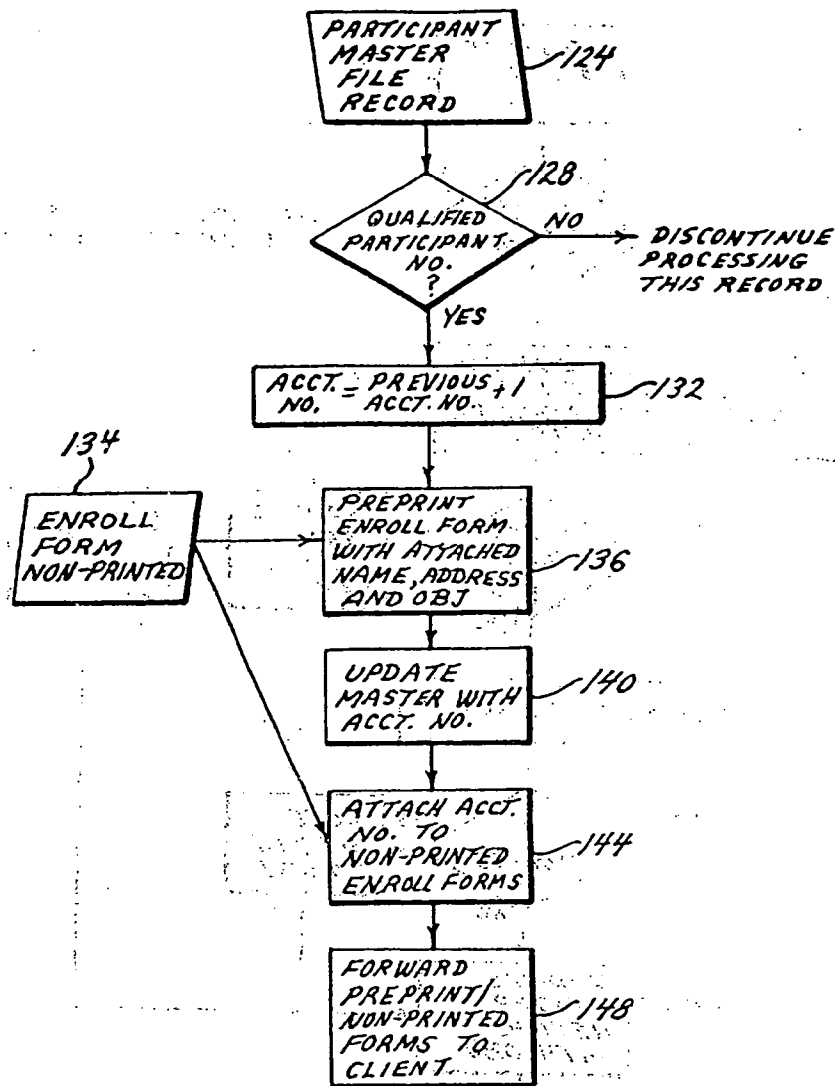 PARTICIPANT
MASTER
FILE
RECORD
124
128
QUALIFIED
PARTICIPANT
NO.
?
NO
DISCONTINUE
PROCESSING
THIS RECORD
YES
ACCT. NO. = PREVIOUS ACCT. NO. + 1
132
134
ENROLL
FORM
NON-PRINTED
PREPRINT
ENROLL FORM
WITH ATTACHED
NAME, ADDRESS
AND OBJ
136
UPDATE
MASTER WITH
ACCT. NO.
140
ATTACH ACCT.
NO. TO
NON-PRINTED
ENROLL FORMS
144
FORWARD
PREPRINT/
NON-PRINTED
FORMS TO
CLIENT
148